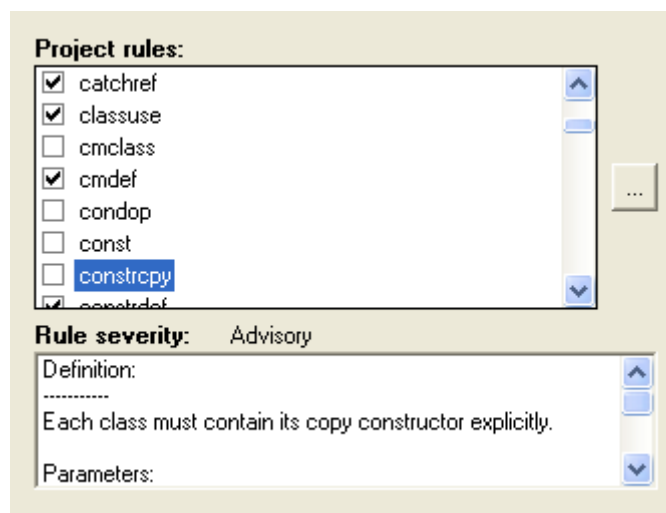 Project rules:
catchref
classuse
cmclass
cmdef
condop
const
constrcpy
constrdef
...
Rule severity: Advisory
Definition:
-----------
Each class must contain its copy constructor explicitly.
Parameters: